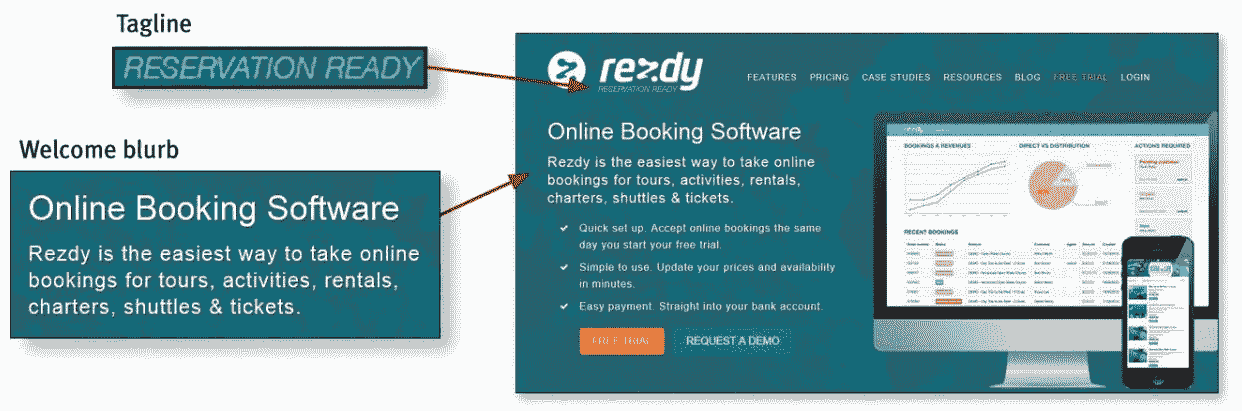 Tagline
RESERVATION READY
Welcome blurb
Online Booking Software
Rezdy is the easiest way to take online
bookings for tours, activities, rentals,
charters, shuttles & tickets.
rezdy
RESERVATION READY
FEATURES PRICING CASE STUDIES RESOURCES BLOG FREE TRIAL LOGIN
Online Booking Software
Rezdy is the easiest way to take online
bookings for tours, activities, rentals,
charters, shuttles & tickets.
Quick set up. Accept online bookings the same
day you start your free trial.
Simple to use. Update your prices and availability
in minutes.
Easy payment. Straight into your bank account.
FREE TRIAL REQUEST A DEMO
BOOKINGS & REVENUES DIRECT VS DISTRIBUTION ACTIONS REQUIRED
RECENT BOOKINGS